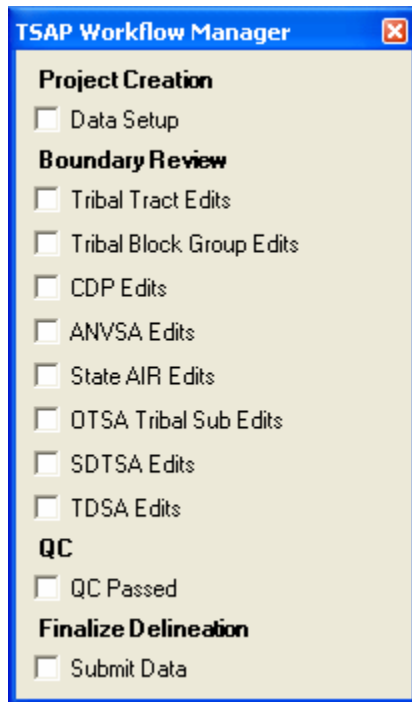 TSAP Workflow Manager
Project Creation
Data Setup
Boundary Review
Tribal Tract Edits
Tribal Block Group Edits
CDP Edits
ANVSA Edits
State AIR Edits
OTSA Tribal Sub Edits
SDTSA Edits
TDSA Edits
QC
QC Passed
Finalize Delineation
Submit Data